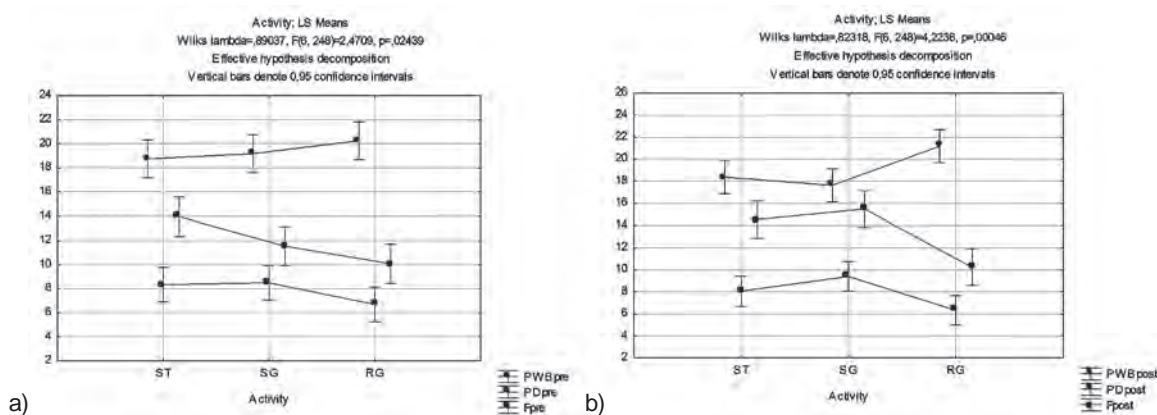 Activity; LS Means
Wilks lambda=,89037, F(6, 248)=2,4709, p=,02439
Effective hypothesis decomposition
Vertical bars denote 0,95 confidence intervals
24
22
20
18
16
14
12
10
8
6
4
2
ST SG RG
Activity
PWBpre
PDpre
Fpre
a)
Activity; LS Means
Wilks lambda=,82318, F(6, 248)=4,2236, p=,00046
Effective hypothesis decomposition
Vertical bars denote 0,95 confidence intervals
26
24
22
20
18
16
14
12
10
8
6
4
2
ST SG RG
Activity
PWBpost
PDpost
Fpost
b)